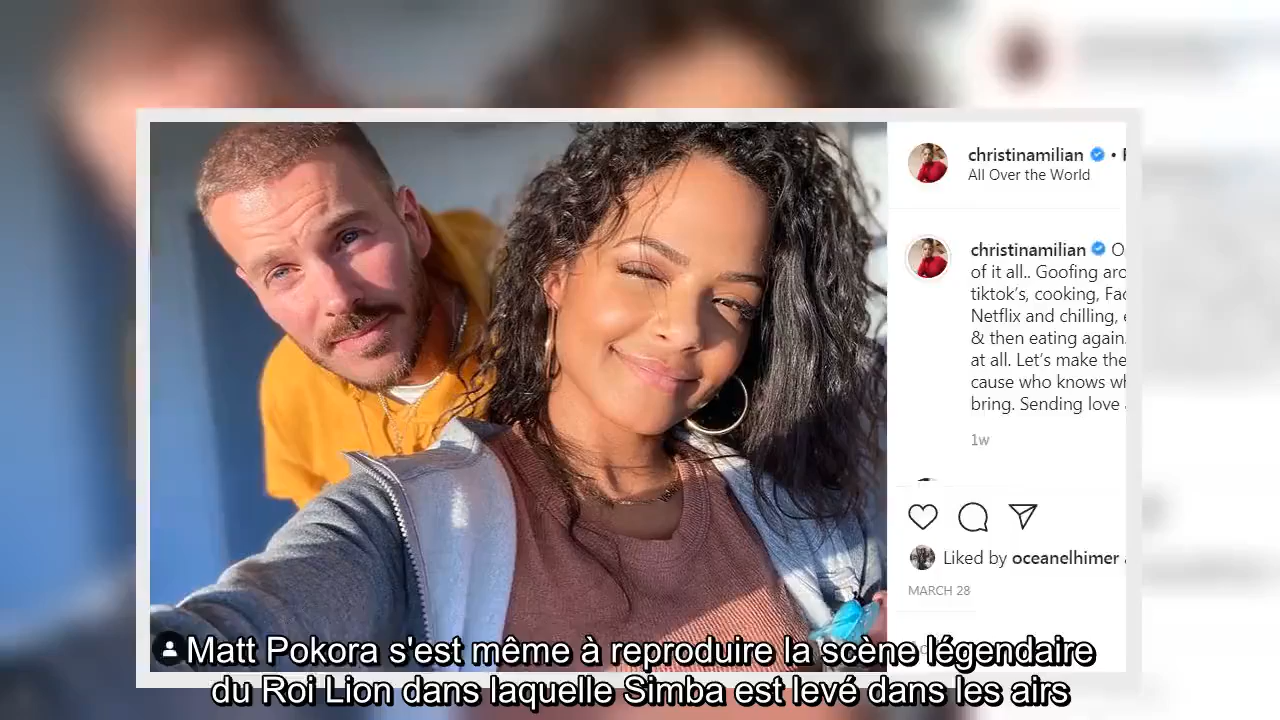 christinamilian •
All Over the World
christinamilian
of it all.. Goofing
tiktok's, cooking,
Netflix and chilling,
& then eating again.
at all. Let's make
cause who knows
bring. Sending love
1w
Liked by oceanelhimer
MARCH 28
Matt Pokora s'est même à reproduire la scène légendaire
du Roi Lion dans laquelle Simba est levé dans les airs